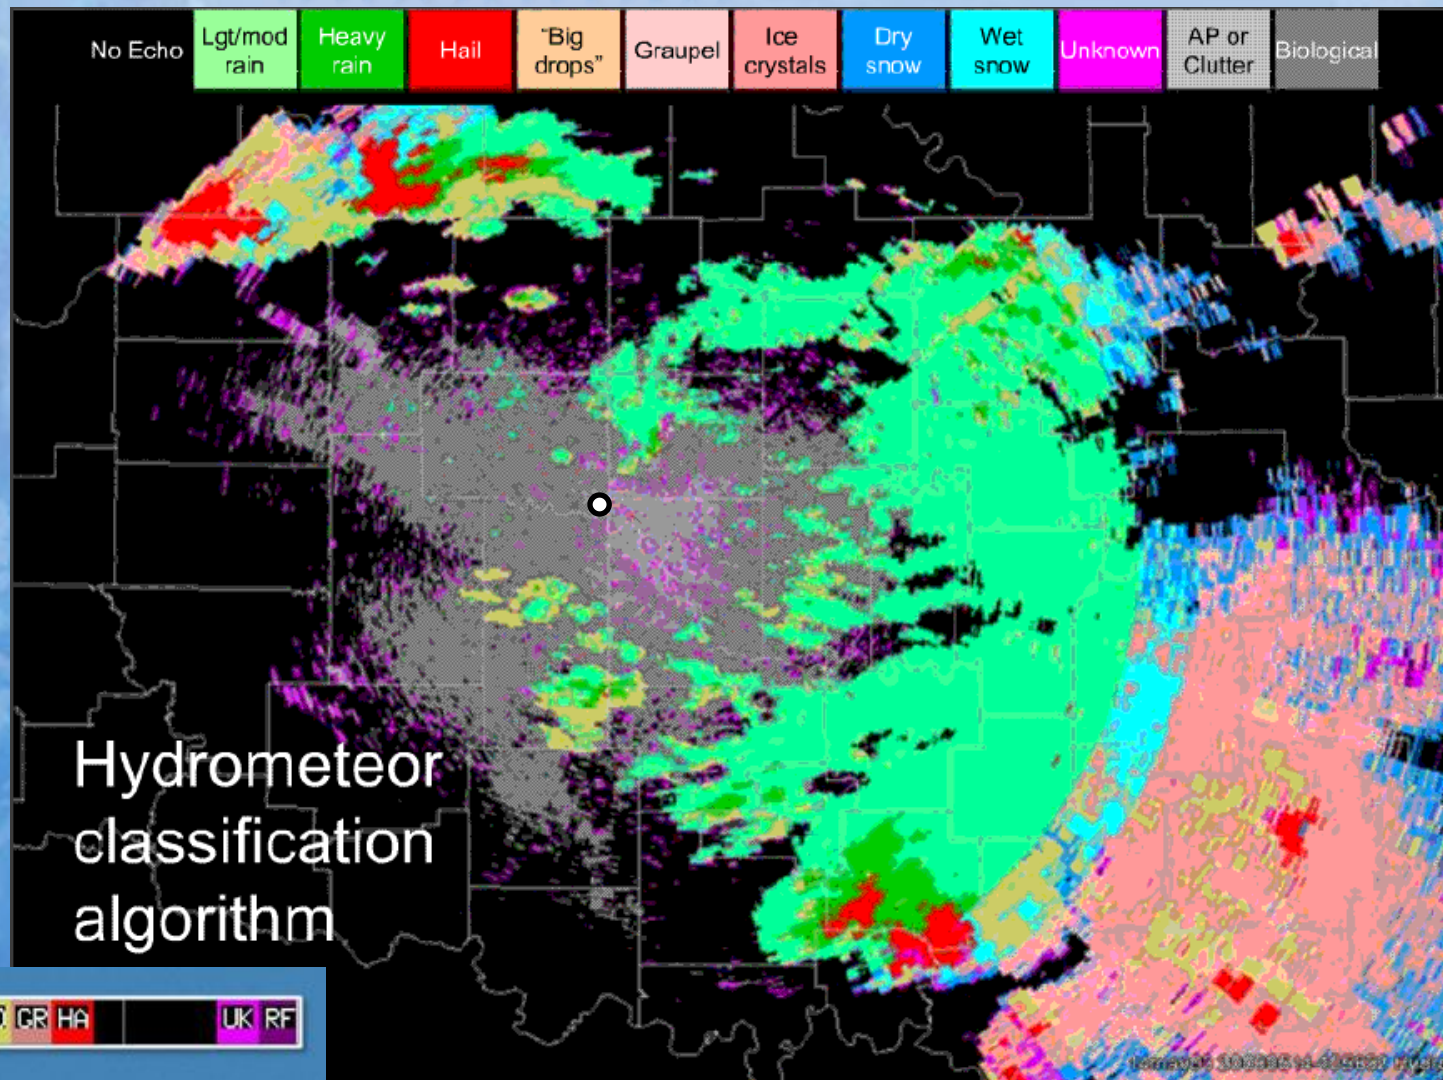 No Echo
Lgt/mod
rain
Heavy
rain
Hail
"Big
drops"
Graupel
Ice
crystals
Dry
snow
Wet
snow
Unknown
AP or
Clutter
Biological
Hydrometeor
classification
algorithm
GR HA UK RF